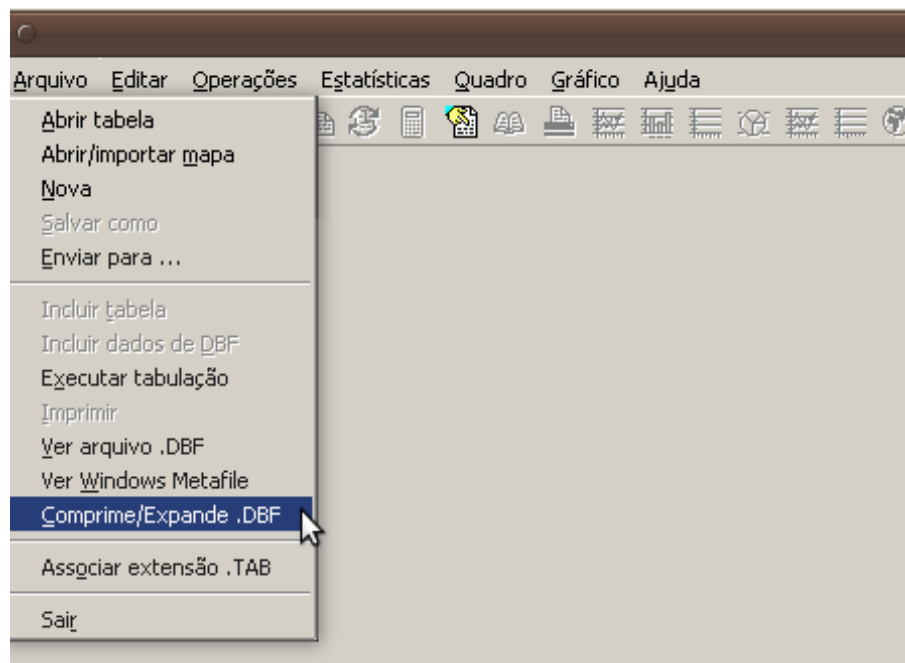 Arquivo Editar Operações Estatísticas Quadro Gráfico Ajuda
Abrir tabela
Abrir/importar mapa
Nova
Salvar como
Enviar para ...
Incluir tabela
Incluir dados de DBF
Executar tabulação
Imprimir
Ver arquivo .DBF
Ver Windows Metafile
Comprime/Expande .DBF
Associar extensão .TAB
Sair